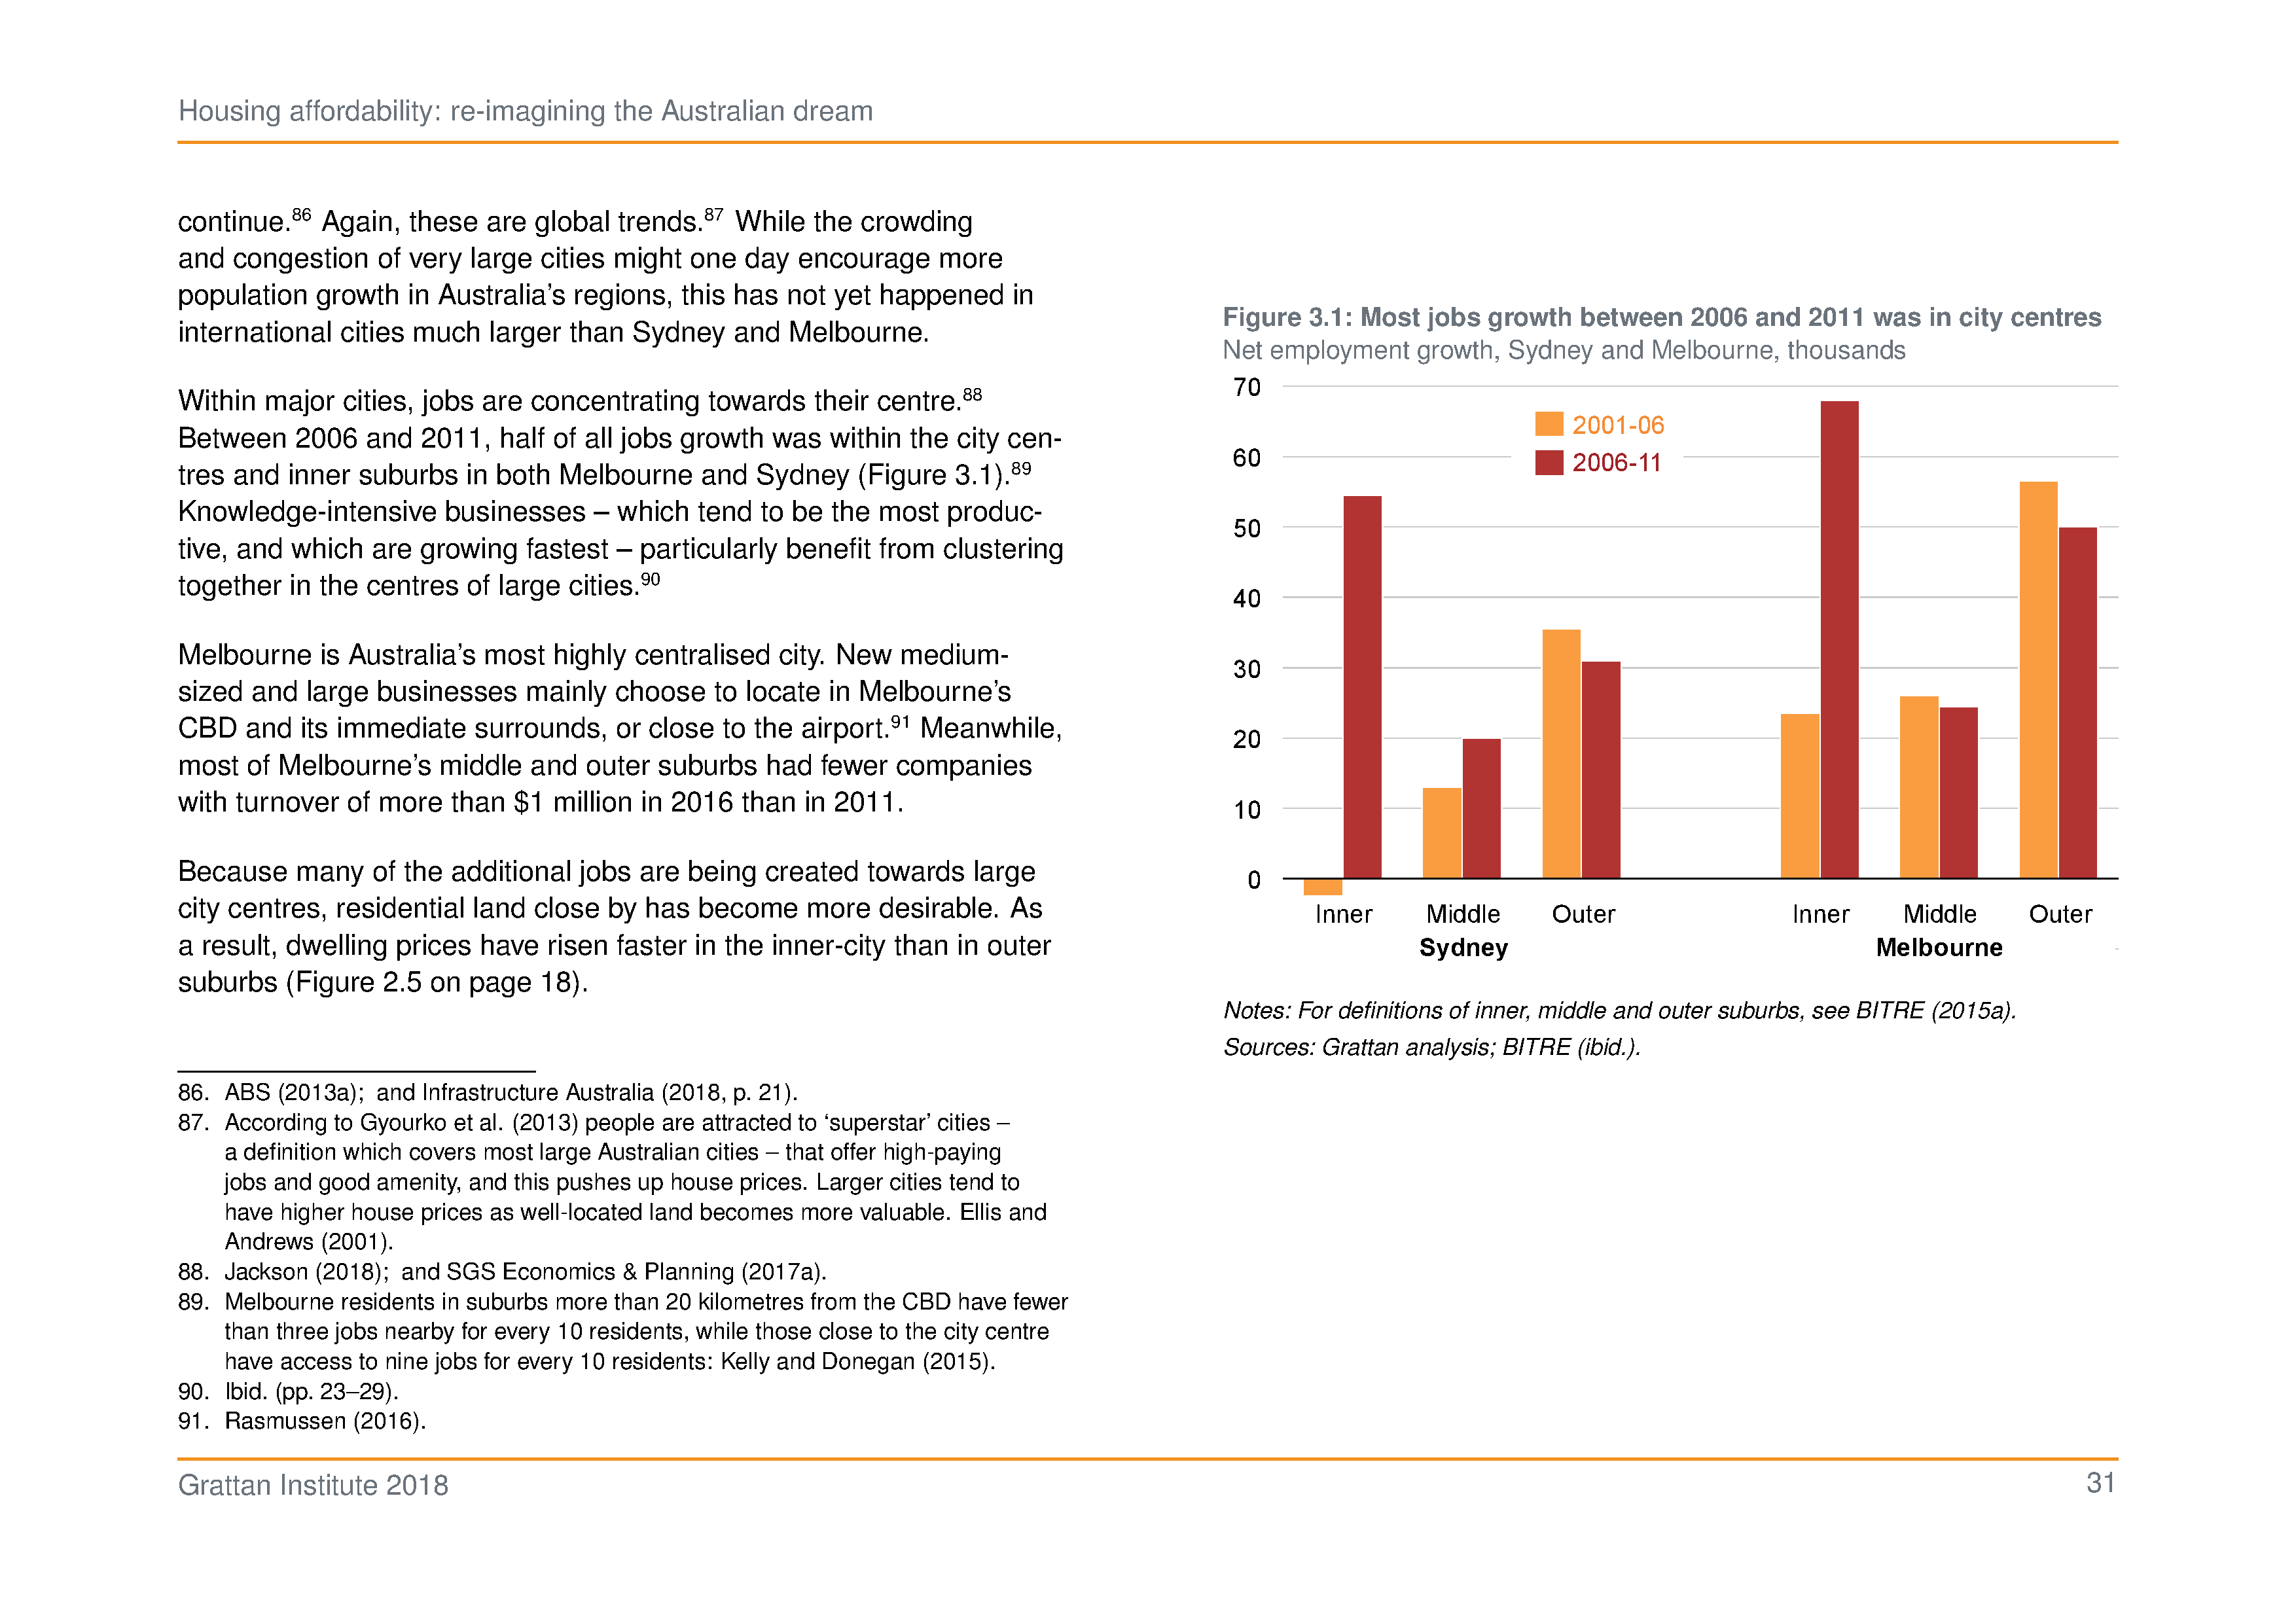 Housing affordability: re-imagining the Australian dream
continue.86 Again, these are global trends.87 While the crowding
and congestion of very large cities might one day encourage more
population growth in Australia’s regions, this has not yet happened in
international cities much larger than Sydney and Melbourne.
Within major cities, jobs are concentrating towards their centre.88
Between 2006 and 2011, half of all jobs growth was within the city cen-
tres and inner suburbs in both Melbourne and Sydney (Figure 3.1).89
Knowledge-intensive businesses – which tend to be the most produc-
tive, and which are growing fastest – particularly benefit from clustering
together in the centres of large cities.90
Melbourne is Australia’s most highly centralised city. New medium-
sized and large businesses mainly choose to locate in Melbourne’s
CBD and its immediate surrounds, or close to the airport.91 Meanwhile,
most of Melbourne’s middle and outer suburbs had fewer companies
with turnover of more than $1 million in 2016 than in 2011.
Because many of the additional jobs are being created towards large
city centres, residential land close by has become more desirable. As
a result, dwelling prices have risen faster in the inner-city than in outer
suburbs (Figure 2.5 on page 18).
86. ABS (2013a); and Infrastructure Australia (2018, p. 21).
87. According to Gyourko et al. (2013) people are attracted to ‘superstar’ cities –
a definition which covers most large Australian cities – that offer high-paying
jobs and good amenity, and this pushes up house prices. Larger cities tend to
have higher house prices as well-located land becomes more valuable. Ellis and
Andrews (2001).
88. Jackson (2018); and SGS Economics & Planning (2017a).
89. Melbourne residents in suburbs more than 20 kilometres from the CBD have fewer
than three jobs nearby for every 10 residents, while those close to the city centre
have access to nine jobs for every 10 residents: Kelly and Donegan (2015).
90. Ibid. (pp. 23–29).
91. Rasmussen (2016).
Figure 3.1: Most jobs growth between 2006 and 2011 was in city centres
Net employment growth, Sydney and Melbourne, thousands
70
60
50
40
30
20
10
0
2001-06
2006-11
Inner Middle Outer Inner Middle Outer
Sydney Melbourne
Notes: For definitions of inner, middle and outer suburbs, see BITRE (2015a).
Sources: Grattan analysis; BITRE (ibid.).
Grattan Institute 2018
31